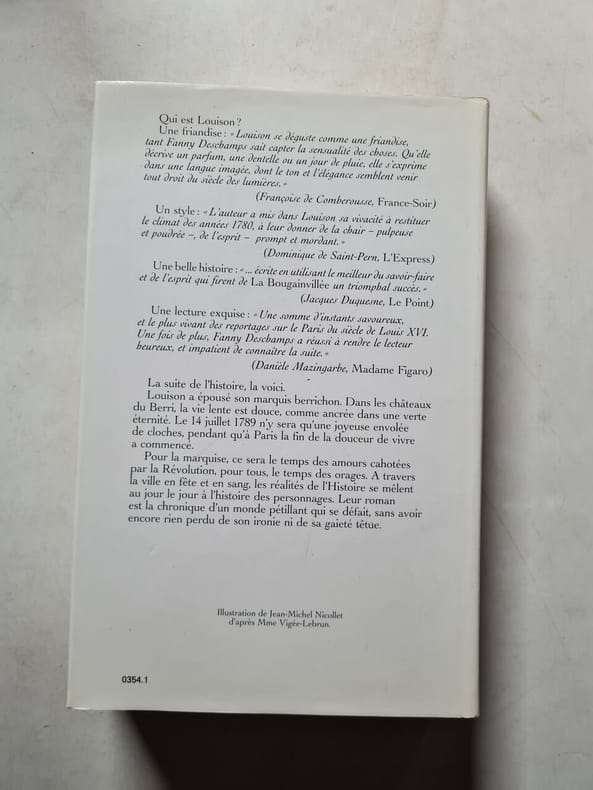 Qui est Louison ?
Une friandise : « Louison se déguste comme une friandise,
tant Fanny Deschamps sait capter la sensualité des choses. Qu'elle
décrive un parfum, une dentelle ou un jour de pluie, elle s'exprime
dans une langue imagée, dont le ton et l'élégance semblent venir
tout droit du siècle des lumières. »
(Françoise de Comberousse, France-Soir)
Un style : « L'auteur a mis dans Louison sa vivacité à restituer
le climat des années 1780, à leur donner de la chair – pulpeuse
et poudrée –, de l'esprit – prompt et mordant. »
(Dominique de Saint-Pern, L'Express)
Une belle histoire : « ... écrite en utilisant le meilleur du savoir-faire
et de l'esprit qui firent de La Bougainvillée un triomphal succès. »
(Jacques Duquesne, Le Point)
Une lecture exquise : « Une somme d'instants savoureux,
et le plus vivant des reportages sur le Paris du siècle de Louis XVI.
Une fois de plus, Fanny Deschamps a réussi à rendre le lecteur
heureux, et impatient de connaître la suite. »
(Danièle Mazingarbe, Madame Figaro)
La suite de l'histoire, la voici.
Louison a épousé son marquis berrichon. Dans les châteaux
du Berri, la vie lente est douce, comme ancrée dans une verte
éternité. Le 14 juillet 1789 n'y sera qu'une joyeuse envolée
de cloches, pendant qu'à Paris la fin de la douceur de vivre
a commencé.
Pour la marquise, ce sera le temps des amours cahotées
par la Révolution, pour tous, le temps des orages. A travers
la ville en fête et en sang, les réalités de l'Histoire se mêlent
au jour le jour à l'histoire des personnages. Leur roman
est la chronique d'un monde pétillant qui se défait, sans avoir
encore rien perdu de son ironie ni de sa gaieté têtue.
Illustration de Jean-Michel Nicollet
d'après Mme Vigée-Lebrun.
0354.1